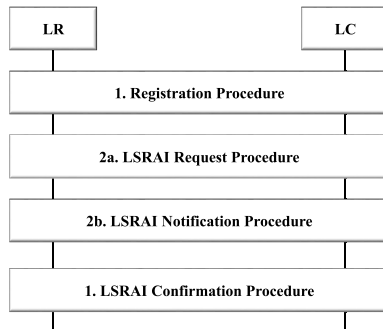 LR LC
1. Registration Procedure
2a. LSRAI Request Procedure
2b. LSRAI Notification Procedure
1. LSRAI Confirmation Procedure